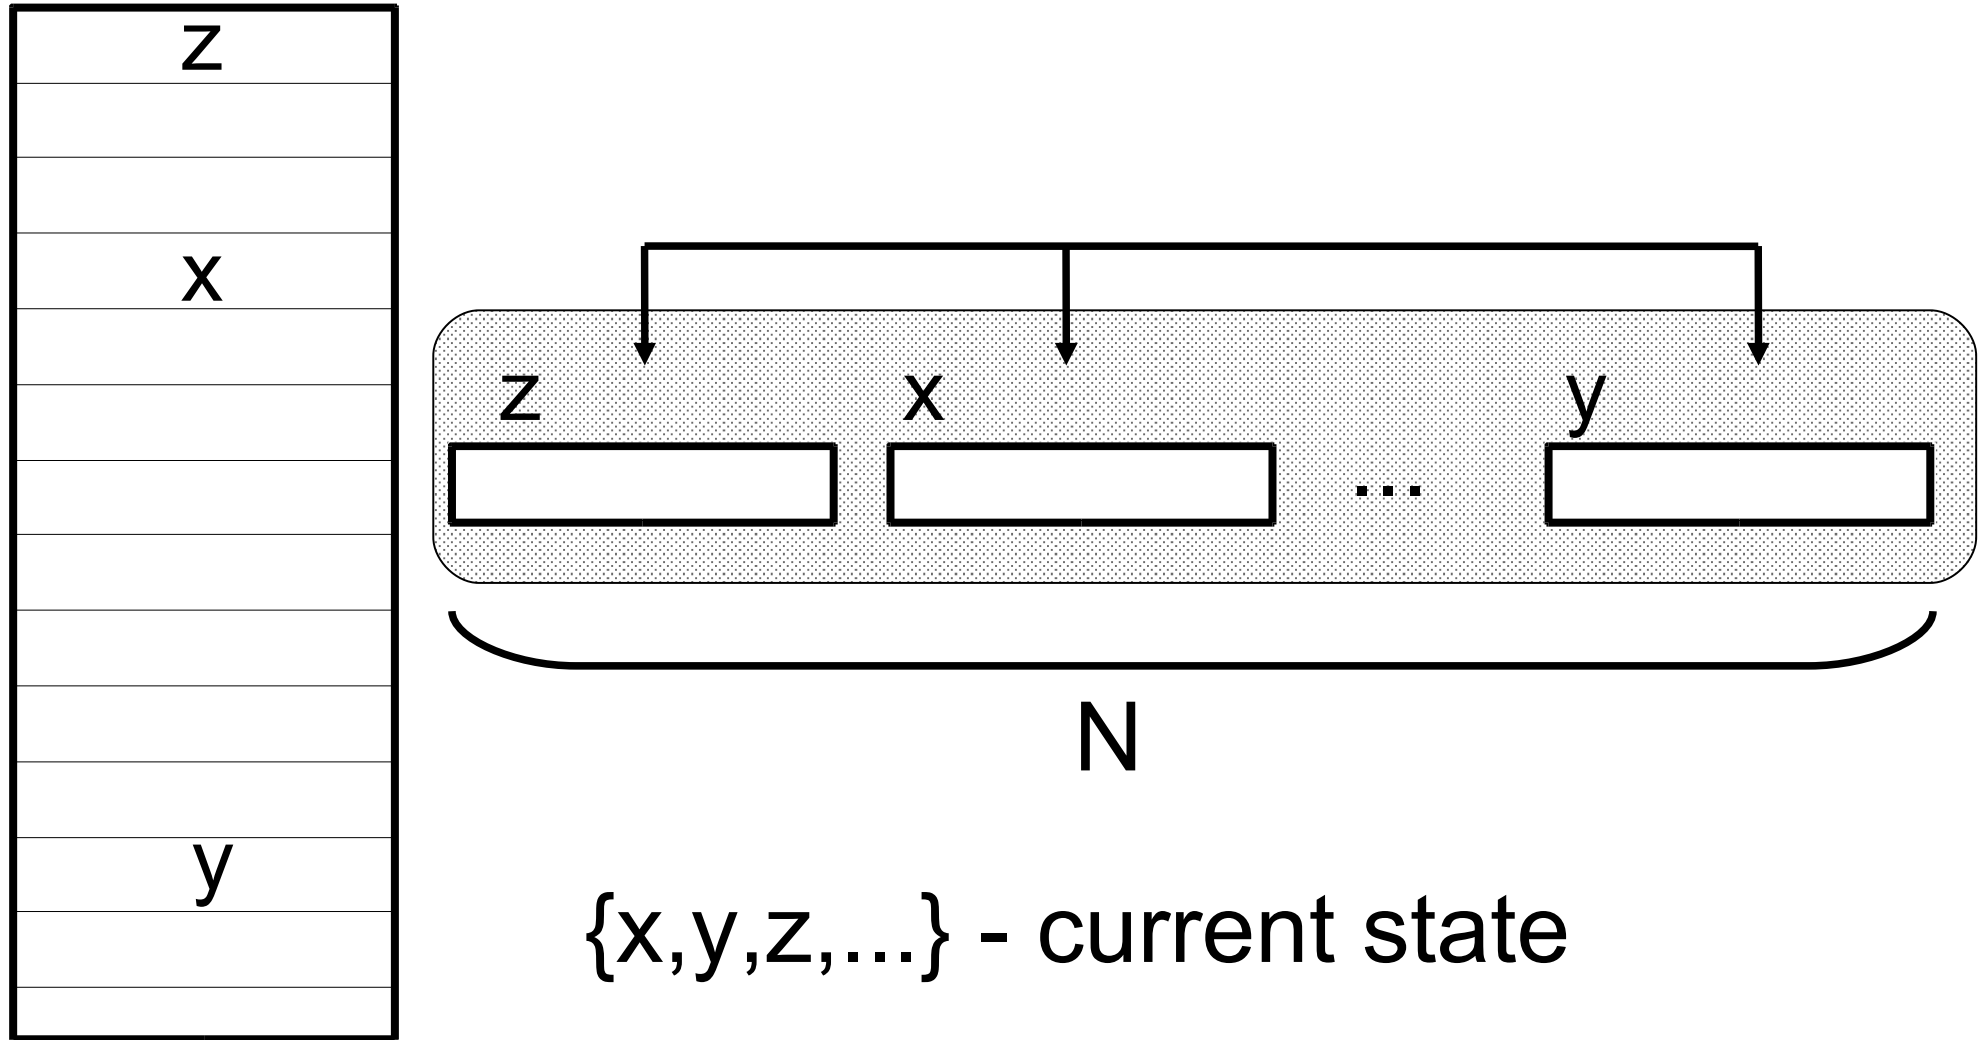 z
x
y
z x ... y
N
{x,y,z,...} - current state